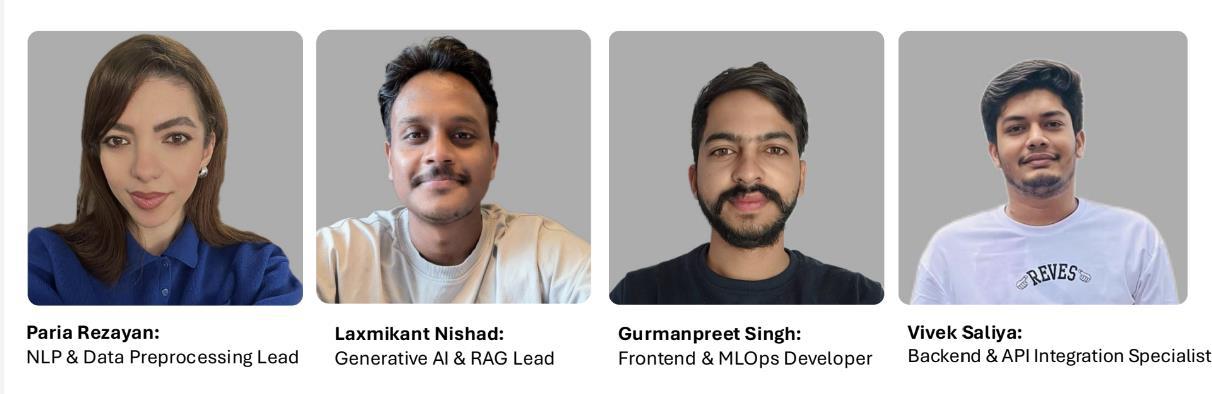 REVES
Paria Rezayan:
NLP & Data Preprocessing Lead
Laxmikant Nishad:
Generative AI & RAG Lead
Gurmanpreet Singh:
Frontend & MLOps Developer
Vivek Saliya:
Backend & API Integration Specialist